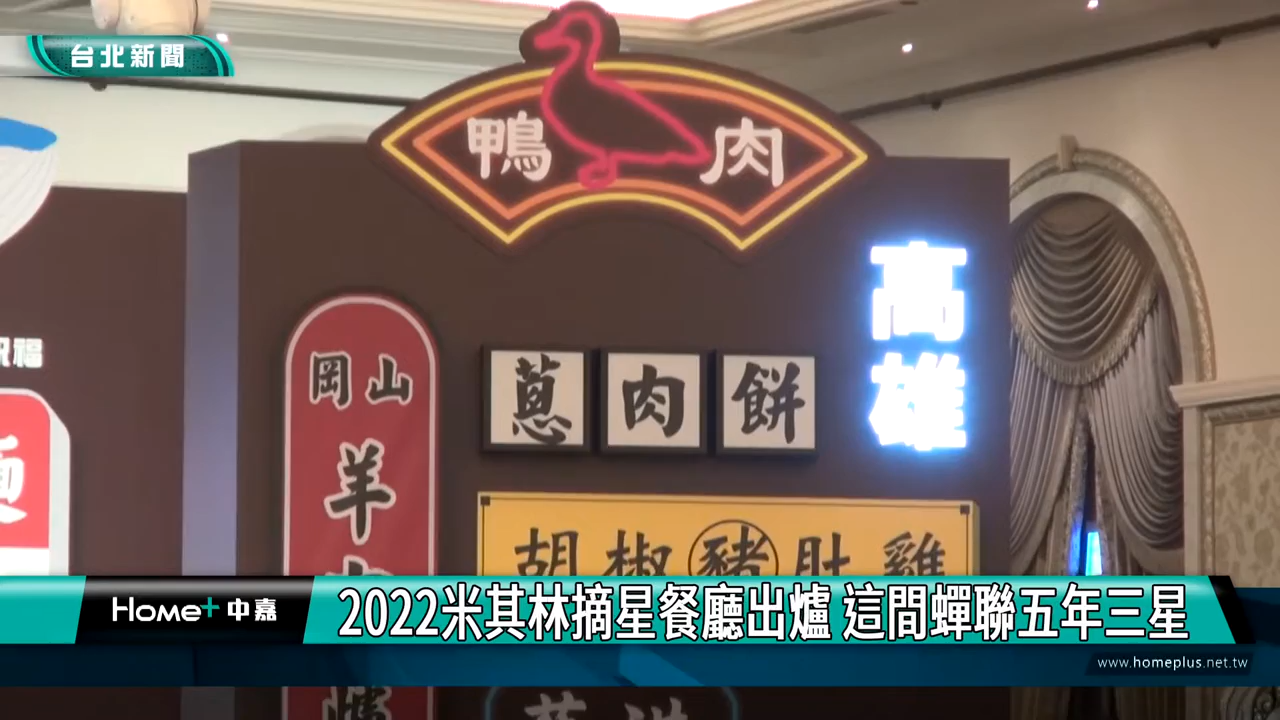 台北新聞
鴨肉
高雄
岡山
羊
蔥肉餅
胡椒豬肚雞
Home+中嘉
2022米其林摘星餐廳出爐 這間蟬聯五年三星
www.homeplus.net.tw